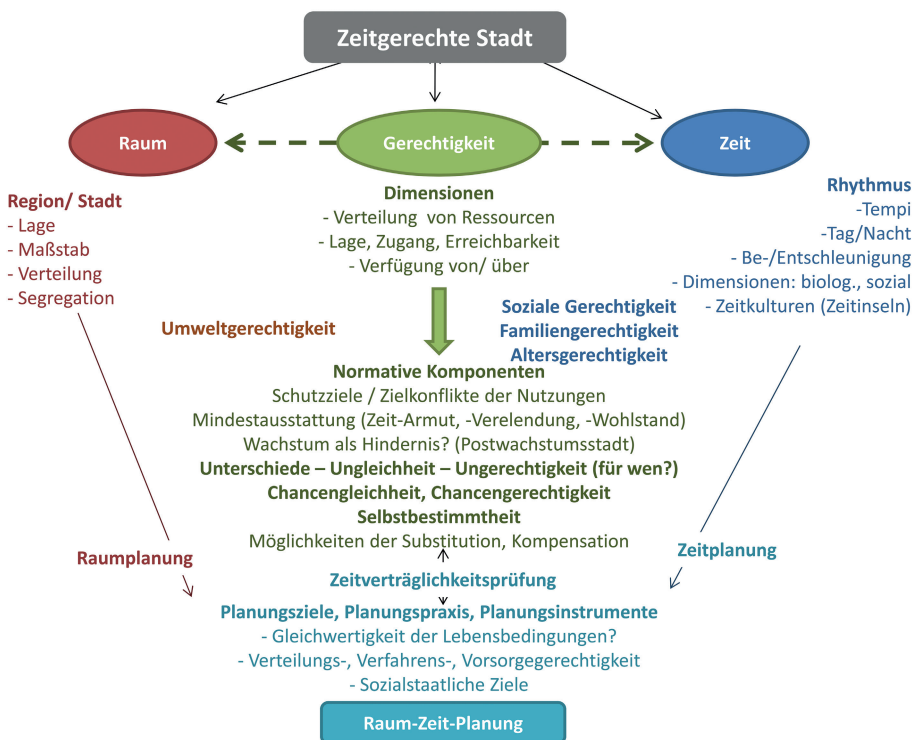 Zeitgerechte Stadt
Raum
Gerechtigkeit
Zeit
Region/ Stadt
- Lage
- Maßstab
- Verteilung
- Segregation
Dimensionen
- Verteilung von Ressourcen
- Lage, Zugang, Erreichbarkeit
- Verfügung von/ über
Rhythmus
-Tempi
-Tag/Nacht
- Be-/Entschleunigung
- Dimensionen: biolog., sozial
- Zeitkulturen (Zeitinseln)
Umweltgerechtigkeit
Soziale Gerechtigkeit
Familiengerechtigkeit
Altersgerechtigkeit
Normative Komponenten
Schutzziele / Zielkonflikte der Nutzungen
Mindestausstattung (Zeit-Armut, -Verelendung, -Wohlstand)
Wachstum als Hindernis? (Postwachstumsstadt)
Unterschiede – Ungleichheit – Ungerechtigkeit (für wen?)
Chancengleichheit, Chancengerechtigkeit
Selbstbestimmtheit
Möglichkeiten der Substitution, Kompensation
Raumplanung
Zeitplanung
Zeitverträglichkeitsprüfung
Planungsziele, Planungspraxis, Planungsinstrumente
- Gleichwertigkeit der Lebensbedingungen?
- Verteilungs-, Verfahrens-, Vorsorgegerechtigkeit
- Sozialstaatliche Ziele
Raum-Zeit-Planung